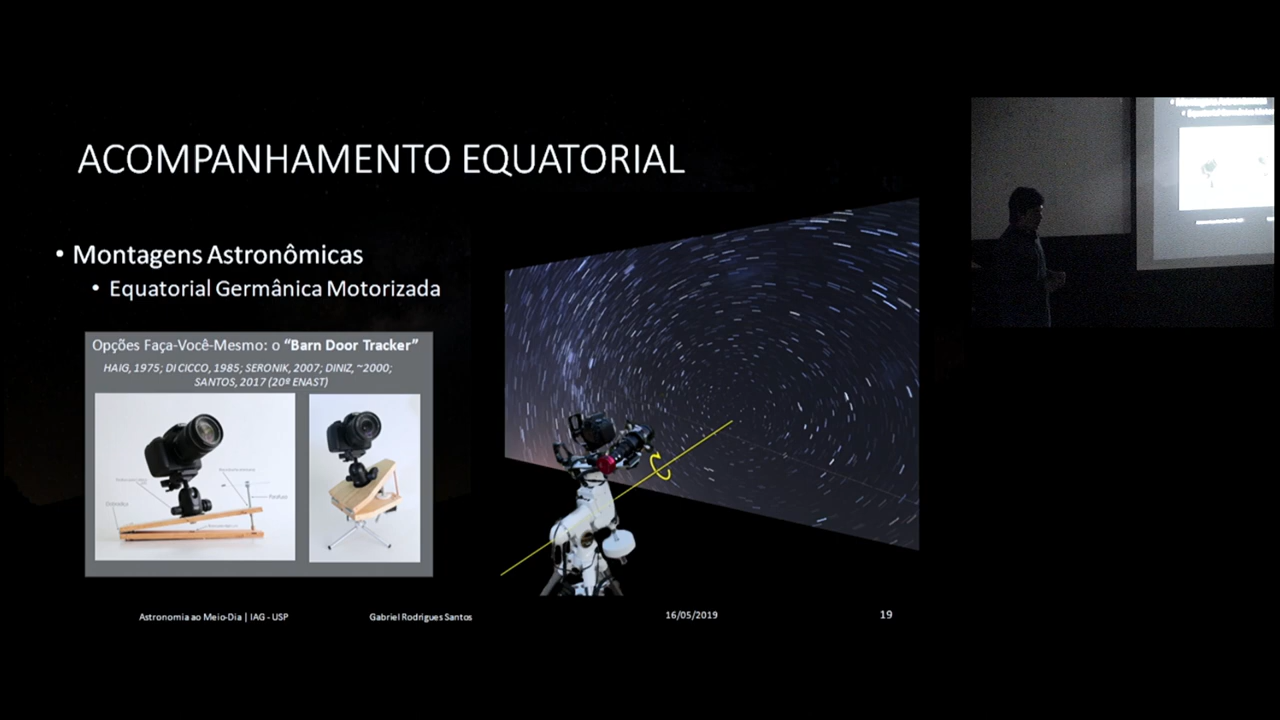 ACOMPANHAMENTO EQUATORIAL
• Montagens Astronômicas
• Equatorial Germânica Motorizada
Opções Faça-Você-Mesmo: o “Barn Door Tracker”
HAIG, 1975; DI CICCO, 1985; SERONIK, 2007; DINIZ, ~2000;
SANTOS, 2017 (20º ENAST)
Astronomia ao Meio-Dia | IAG - USP
Gabriel Rodrigues Santos
16/05/2019
19